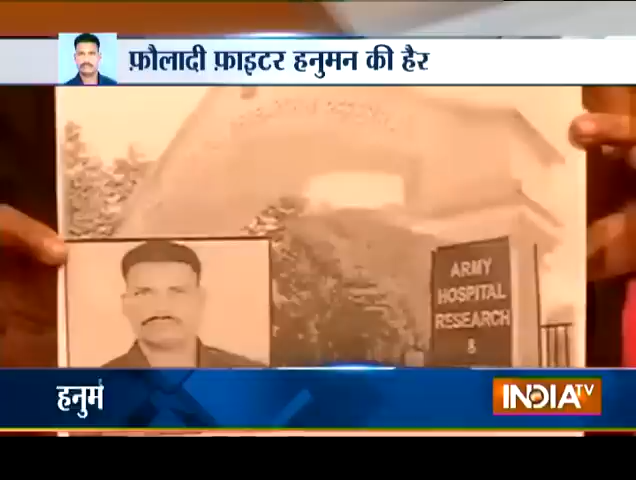 फ़ौलादी फ़ाइटर हनुमन की हैर
ARMY
HOSPITAL
RESEARCH
&
हनुम
INDIA TV